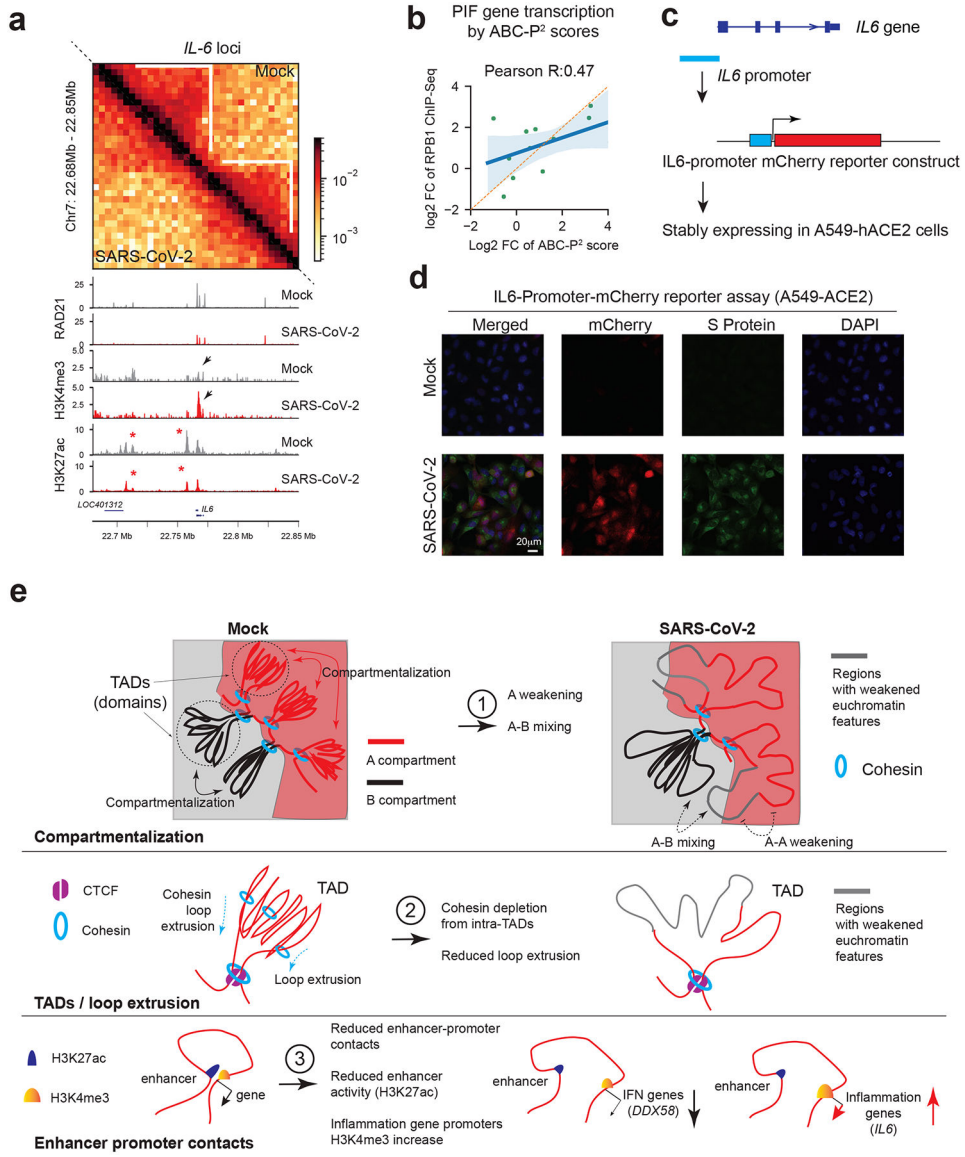 a
IL-6 loci
Mock
SARS-CoV-2
Chr7: 22.68Mb - 22.85Mb
10⁻²
10⁻³
RAD21
25
0
Mock
25
0
SARS-CoV-2
H3K4me3
5.0
2.5
0
Mock
5.0
2.5
0
SARS-CoV-2
H3K27ac
10
5
0
* *
Mock
10
5
0
* *
SARS-CoV-2
LOC401312
IL6
22.7 Mb
22.75Mb
22.8 Mb
22.85 Mb
b
PIF gene transcription
by ABC-P² scores
Pearson R:0.47
log2 FC of RPB1 ChIP-Seq
4
2
0
−2
−2
0
2
4
Log2 FC of ABC-P² score
c
IL6 gene
IL6 promoter
IL6-promoter mCherry reporter construct
Stably expressing in A549-hACE2 cells
d
IL6-Promoter-mCherry reporter assay (A549-ACE2)
Merged
mCherry
S Protein
DAPI
Mock
SARS-CoV-2
20μm
e
Mock
SARS-CoV-2
TADs
(domains)
Compartmentalization
Compartmentalization
A compartment
B compartment
1
A weakening
A-B mixing
Regions
with weakened
euchromatin
features
Cohesin
A-B mixing
A-A weakening
Compartmentalization
CTCF
Cohesin
Cohesin
loop
extrusion
TAD
Loop extrusion
2
Cohesin depletion
from intra-TADs
Reduced loop extrusion
TAD
Regions
with weakened
euchromatin
features
TADs / loop extrusion
H3K27ac
H3K4me3
enhancer
gene
3
Reduced enhancer-promoter
contacts
Reduced enhancer
activity (H3K27ac)
Inflammation gene promoters
H3K4me3 increase
enhancer
IFN genes
(DDX58)
enhancer
Inflammation
genes
(IL6)
Enhancer promoter contacts